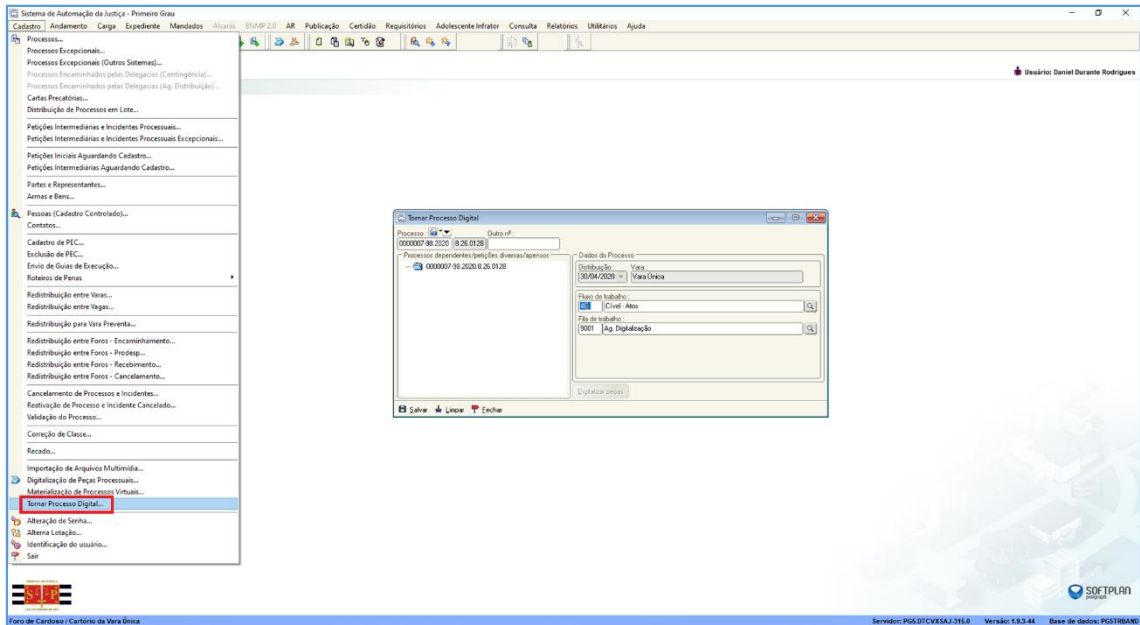 Sistema de Automação da Justiça - Primeiro Grau
Cadastro Andamento Carga Expediente Mandados Alvarás BNMP 2.0 AR Publicação Certidão Requisitórios Adolescente Infrator Consulta Relatórios Utilitários Ajuda
Usuário: Daniel Durante Rodrigues
Processos...
Processos Excepcionais...
Processos Excepcionais (Outros Sistemas)...
Processos Encaminhados pelas Delegacias (Contingência)...
Processos Encaminhados pelas Delegacias (Ag. Distribuição)...
Cartas Precatórias...
Distribuição de Processos em Lote...
Petições Intermediárias e Incidentes Processuais...
Petições Intermediárias e Incidentes Processuais Excepcionais...
Petições Iniciais Aguardando Cadastro...
Petições Intermediárias Aguardando Cadastro...
Partes e Representantes...
Armas e Bens...
Pessoas (Cadastro Controlado)...
Contatos...
Cadastro de PEC...
Exclusão de PEC...
Envio de Guias de Execução...
Roteiros de Penas
Redistribuição entre Varas...
Redistribuição entre Vagas...
Redistribuição para Vara Preventa...
Redistribuição entre Foros - Encaminhamento...
Redistribuição entre Foros - Prodesp...
Redistribuição entre Foros - Recebimento...
Redistribuição entre Foros - Cancelamento...
Cancelamento de Processos e Incidentes...
Reativação de Processo e Incidente Cancelado...
Validação do Processo...
Correção de Classe...
Recado...
Importação de Arquivos Multimídia...
Digitalização de Peças Processuais...
Materialização de Processos Virtuais...
Tornar Processo Digital...
Alteração de Senha...
Alterna Lotação...
Identificação do usuário...
Sair
Tornar Processo Digital
Processo: Outro nº:
0000007-98.2020 8.26.0128
Processos dependentes/petições diversas/apensos
0000007-98.2020.8.26.0128
Dados do Processo
Distribuição: Vara:
30/04/2020 Vara Única
Fluxo de trabalho:
Cível - Atos
Fila de trabalho:
9001 Ag. Digitalização
Digitalizar peças
Salvar Limpar Fechar
SOFTPLAN
Foro de Cardoso / Cartório da Vara Única
Servidor: PG5.DTCVXSAJ-315.0 Versão: 1.9.3-44 Base de dados: PG5TRBAND